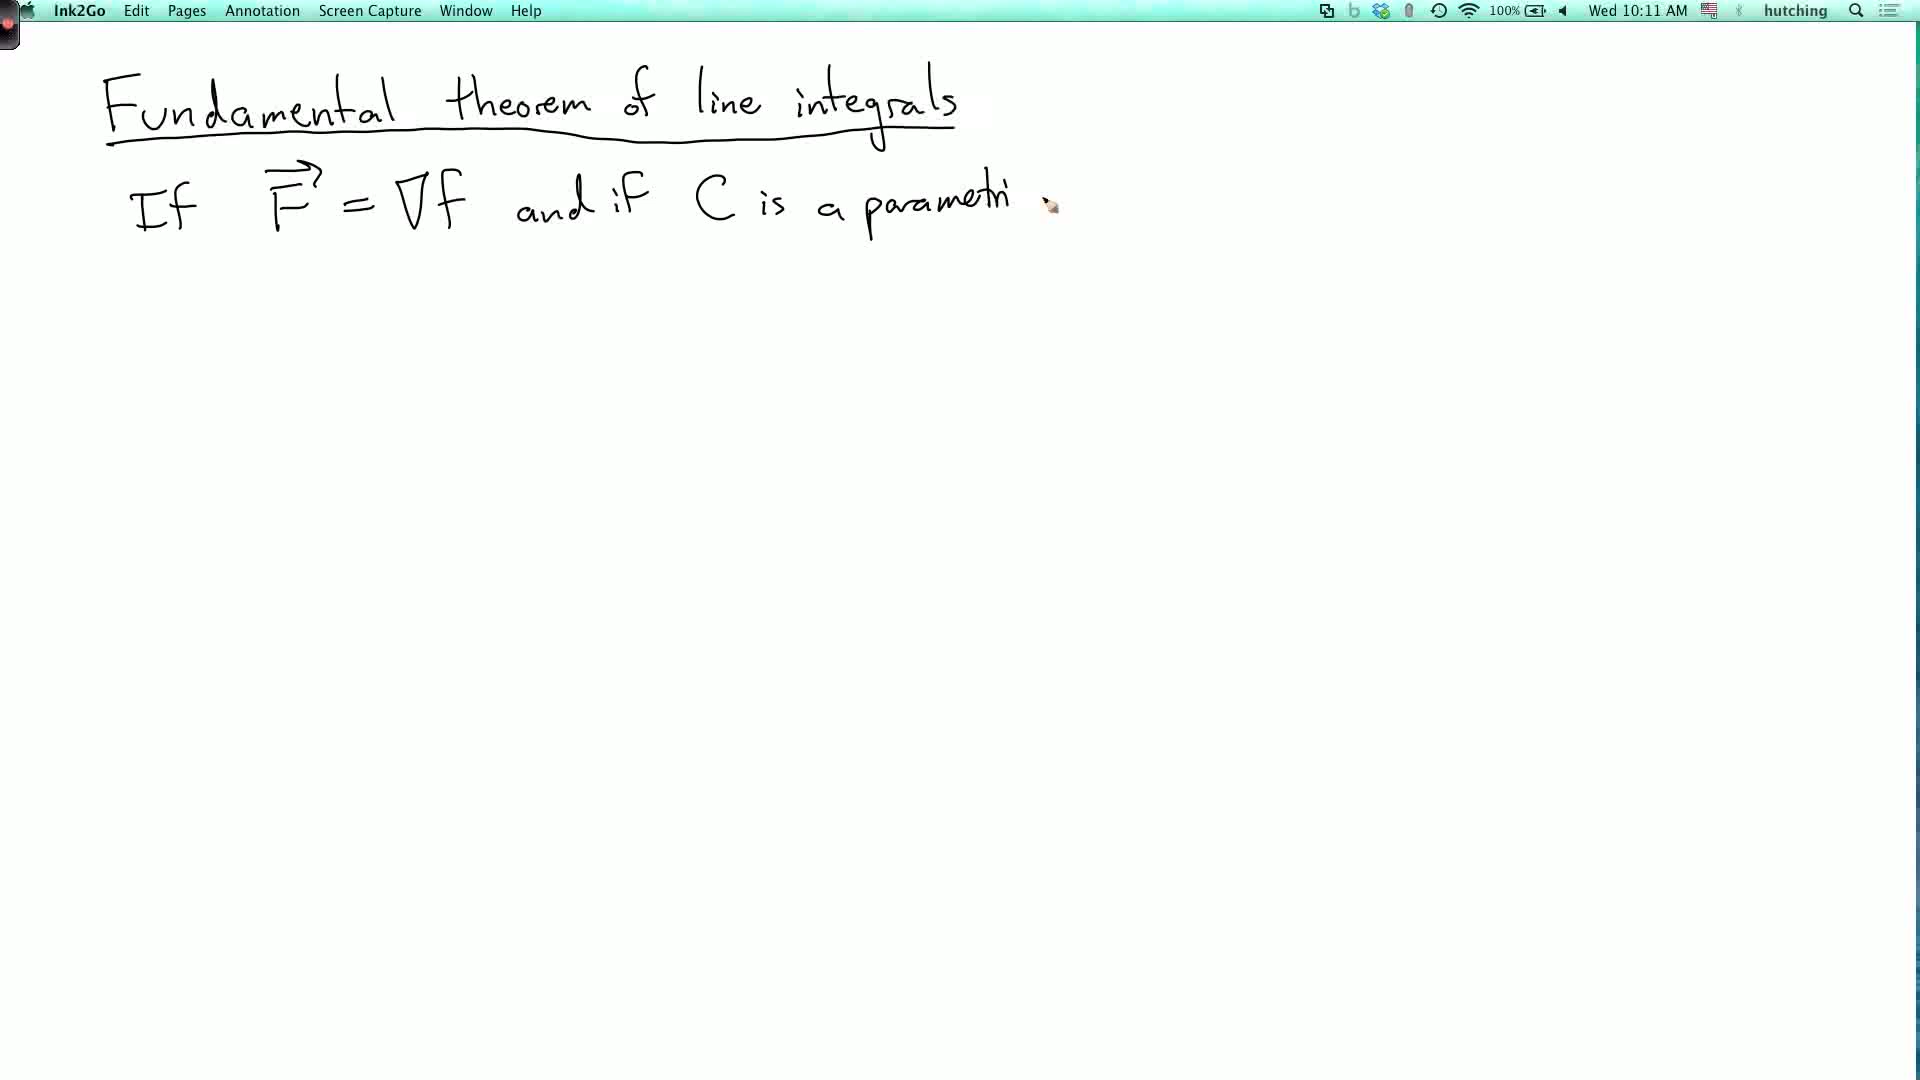 Ink2Go Edit Pages Annotation Screen Capture Window Help 100% Wed 10:11 AM hutching
Fundamental theorem of line integrals
If F⃗ = ∇f and if C is a parametri